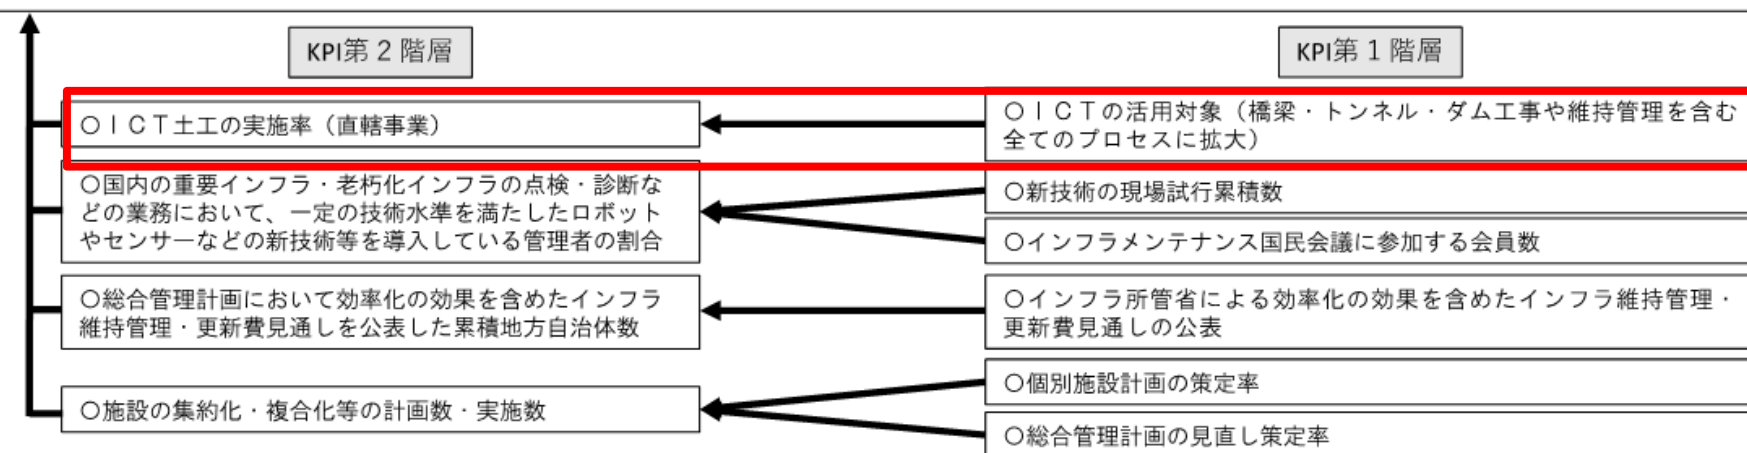 KPI第２階層
KPI第１階層
〇ＩＣＴ土工の実施率（直轄事業）
〇ＩＣＴの活用対象（橋梁・トンネル・ダム工事や維持管理を含む
全てのプロセスに拡大）
〇国内の重要インフラ・老朽化インフラの点検・診断な
どの業務において、一定の技術水準を満たしたロボット
やセンサーなどの新技術等を導入している管理者の割合
〇新技術の現場試行累積数
〇インフラメンテナンス国民会議に参加する会員数
〇総合管理計画において効率化の効果を含めたインフラ
維持管理・更新費見通しを公表した累積地方自治体数
〇インフラ所管省による効率化の効果を含めたインフラ維持管理・
更新費見通しの公表
〇施設の集約化・複合化等の計画数・実施数
〇個別施設計画の策定率
〇総合管理計画の見直し策定率